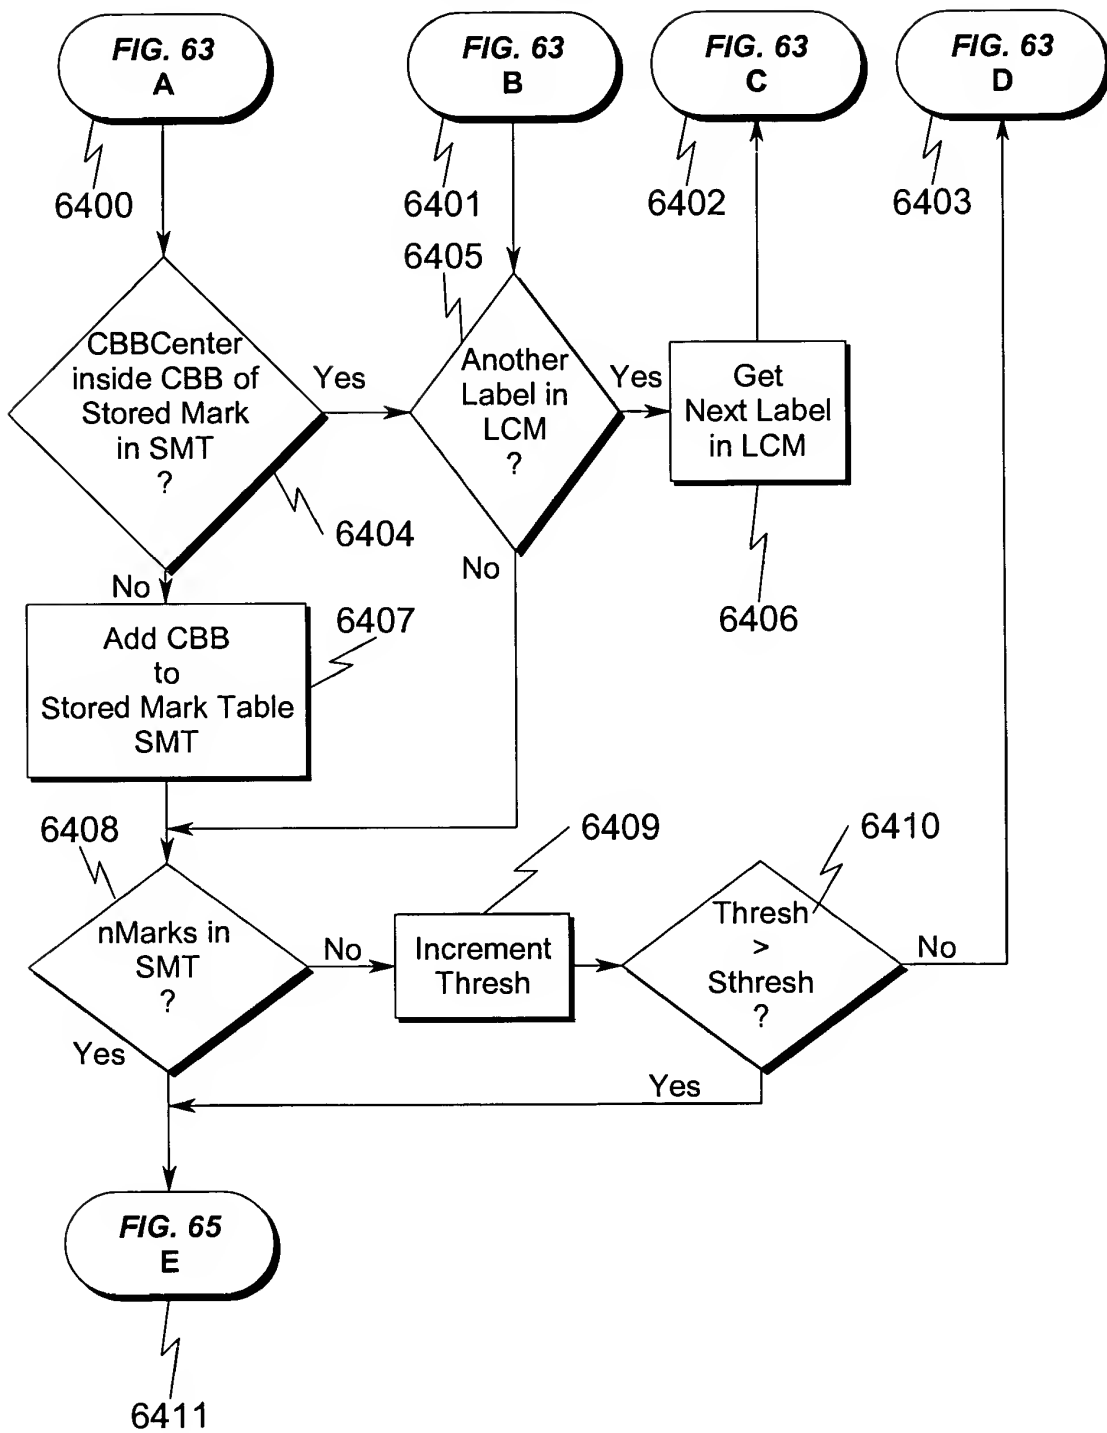 FIG. 63
A
FIG. 63
B
FIG. 63
C
FIG. 63
D
6400
6401
6402
6403
6405
CBBCenter
inside CBB of
Stored Mark
in SMT
?
Yes
Another
Label in
LCM
?
Yes
Get
Next Label
in LCM
6404
No
No
6406
6407
Add CBB
to
Stored Mark Table
SMT
6408
6409
6410
nMarks in
SMT
?
No
Increment
Thresh
Thresh
>
Sthresh
?
No
Yes
Yes
FIG. 65
E
6411